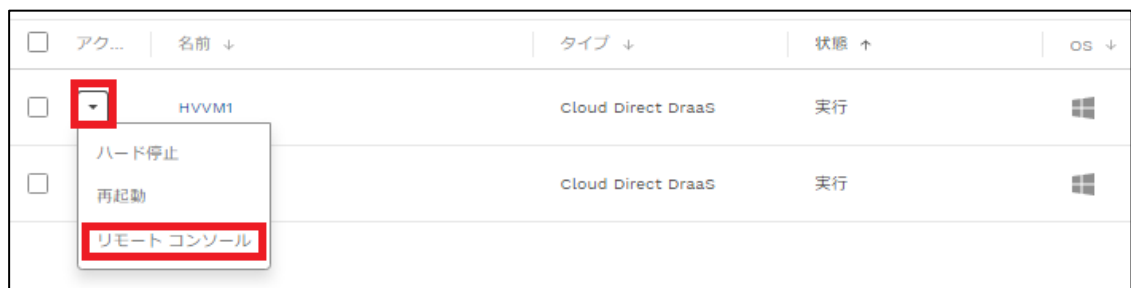 アク... 名前 ↓ タイプ ↓ 状態 ↑ OS ↓
HVVM1 Cloud Direct DraaS 実行
ハード停止
Cloud Direct DraaS 実行
再起動
リモート コンソール